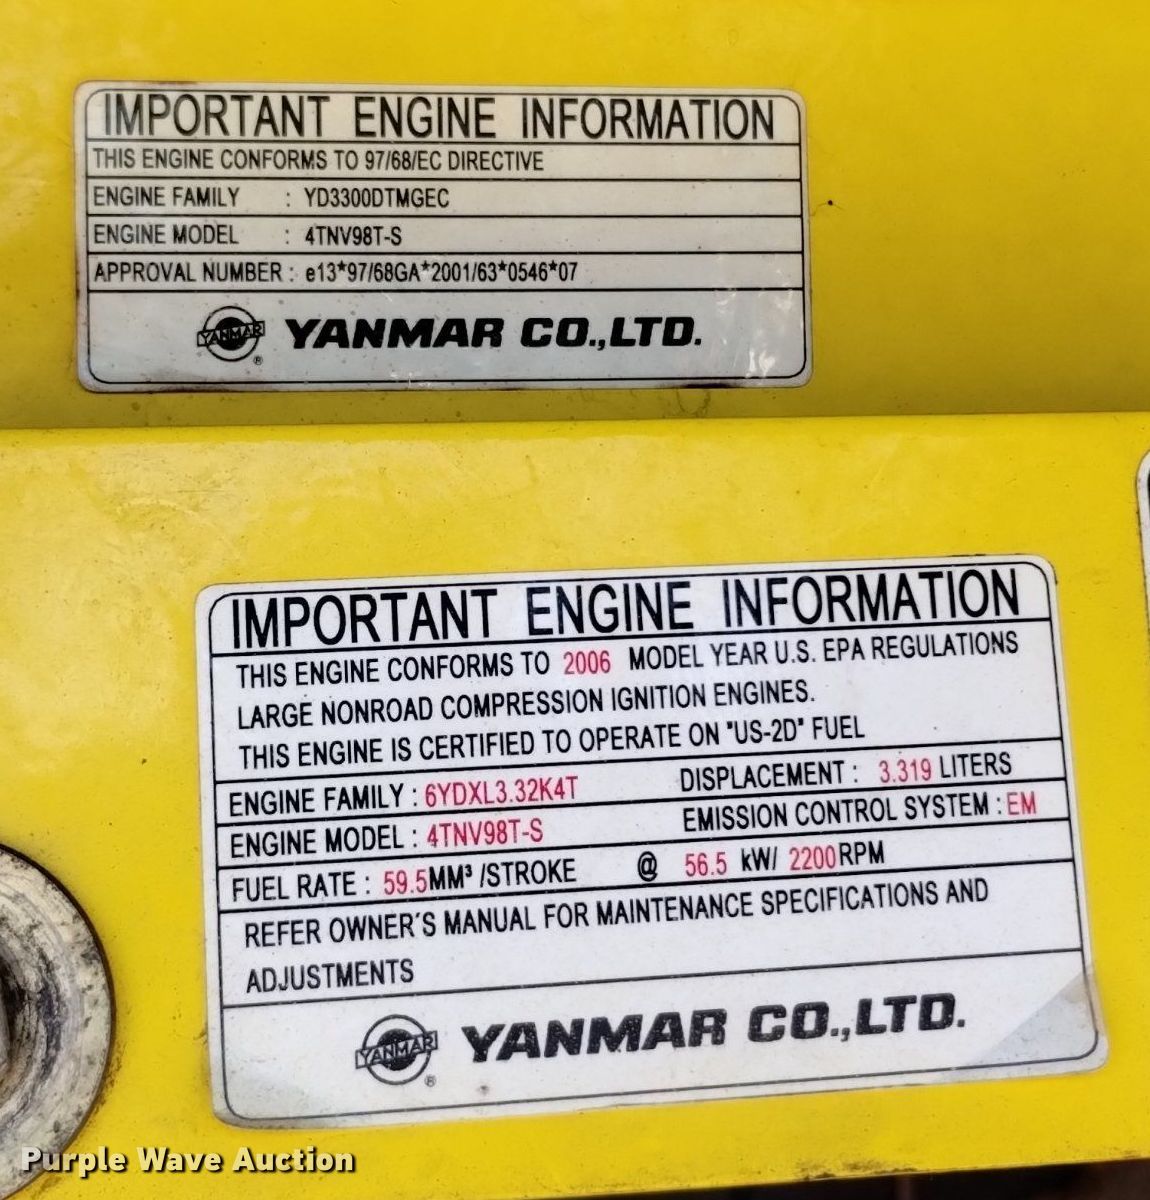 IMPORTANT ENGINE INFORMATION
THIS ENGINE CONFORMS TO 97/68/EC DIRECTIVE
ENGINE FAMILY : YD3300DTMGEC
ENGINE MODEL : 4TNV98T-S
APPROVAL NUMBER : e13*97/68GA*2001/63*0546*07
YANMAR ® YANMAR CO.,LTD.
IMPORTANT ENGINE INFORMATION
THIS ENGINE CONFORMS TO 2006 MODEL YEAR U.S. EPA REGULATIONS
LARGE NONROAD COMPRESSION IGNITION ENGINES.
THIS ENGINE IS CERTIFIED TO OPERATE ON "US-2D" FUEL
ENGINE FAMILY : 6YDXL3.32K4T DISPLACEMENT : 3.319 LITERS
ENGINE MODEL : 4TNV98T-S EMISSION CONTROL SYSTEM : EM
FUEL RATE : 59.5MM³ /STROKE @ 56.5 kW/ 2200RPM
REFER OWNER´S MANUAL FOR MAINTENANCE SPECIFICATIONS AND
ADJUSTMENTS
YANMAR ® YANMAR CO.,LTD.
Purple Wave Auction